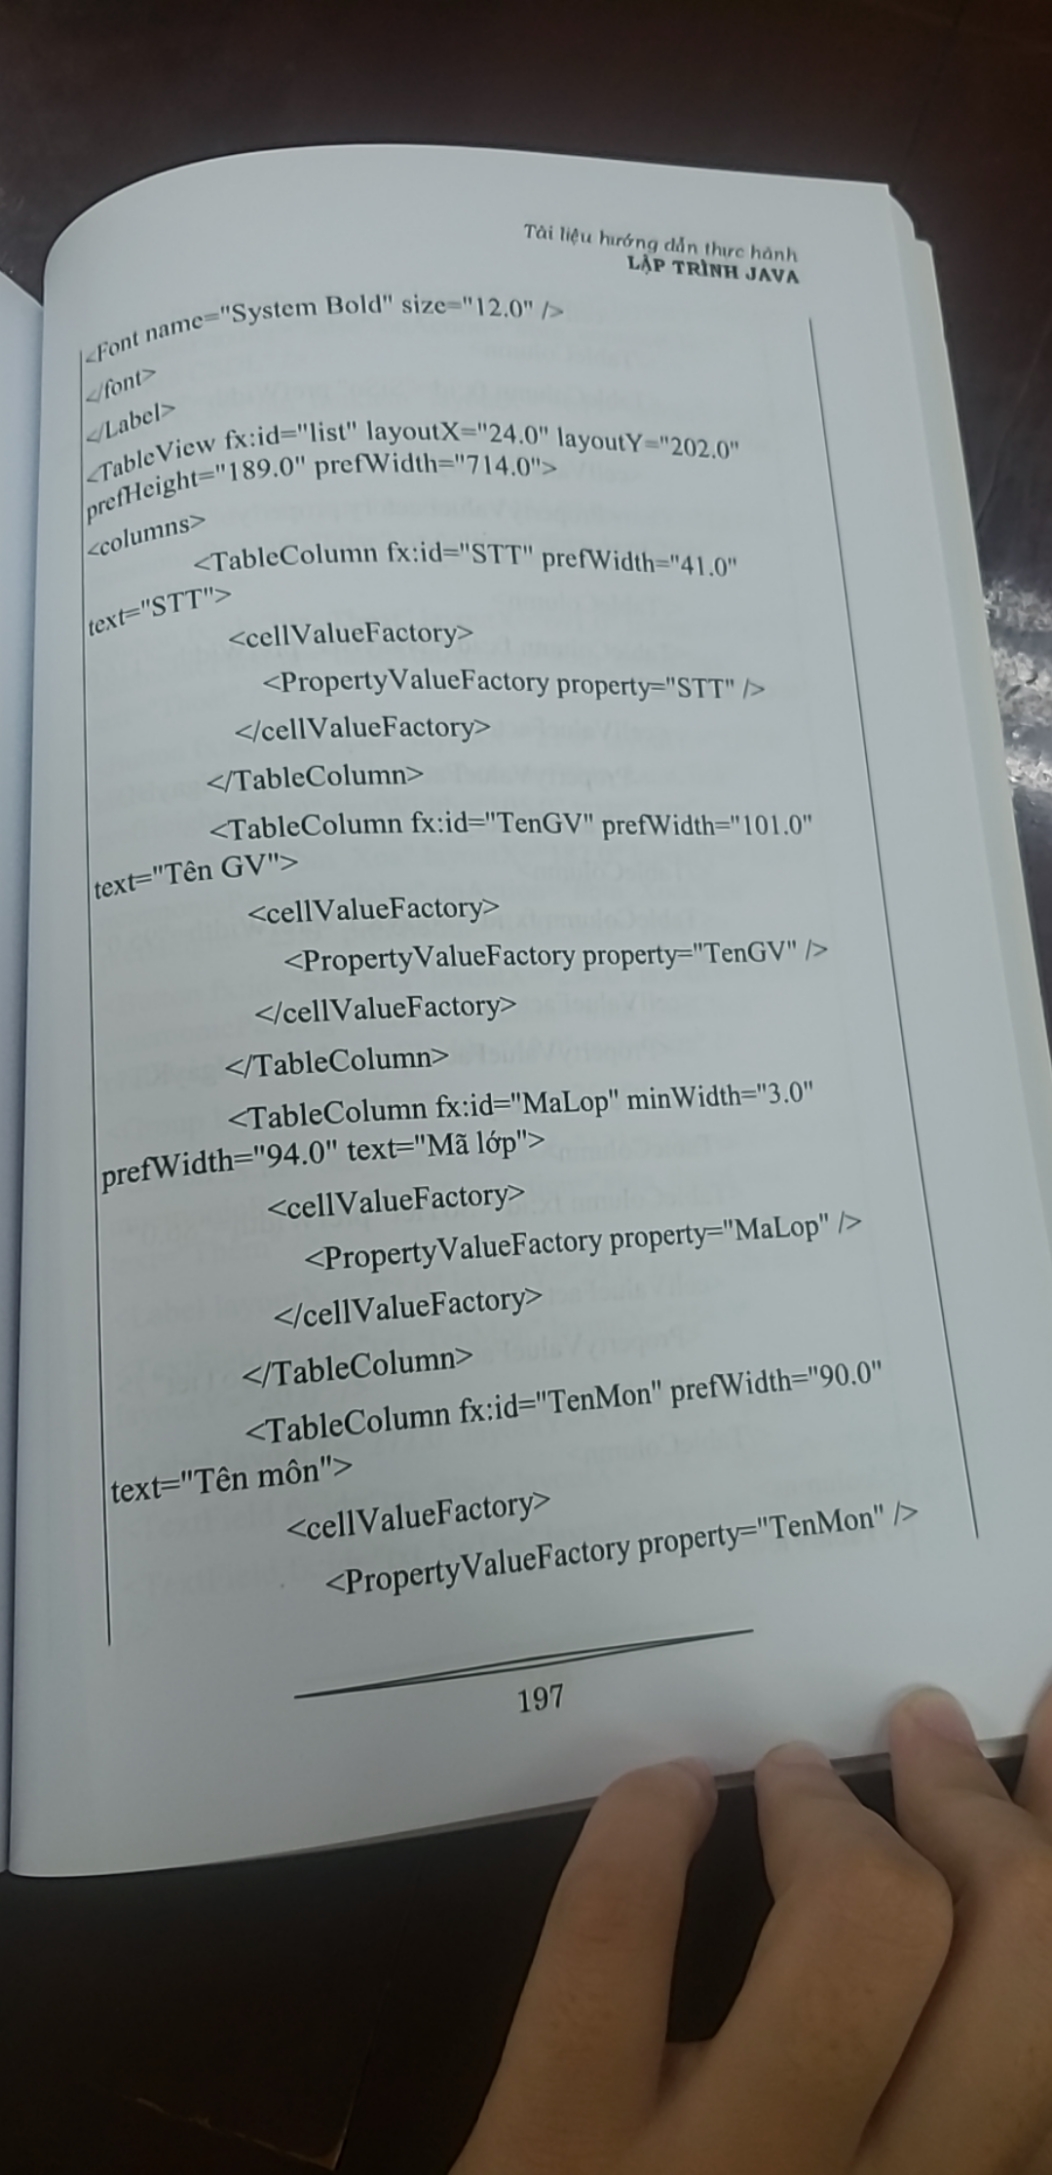 Tài liệu hướng dẫn thực hành
LẬP TRÌNH JAVA
<Font name="System Bold" size="12.0" />
</font>
</Label>
<TableView fx:id="list" layoutX="24.0" layoutY="202.0"
prefHeight="189.0" prefWidth="714.0">
<columns>
<TableColumn fx:id="STT" prefWidth="41.0"
text="STT">
<cellValueFactory>
<PropertyValueFactory property="STT" />
</cellValueFactory>
</TableColumn>
<TableColumn fx:id="TenGV" prefWidth="101.0"
text="Tên GV">
<cellValueFactory>
<PropertyValueFactory property="TenGV" />
</cellValueFactory>
</TableColumn>
<TableColumn fx:id="MaLop" minWidth="3.0"
prefWidth="94.0" text="Mã lớp">
<cellValueFactory>
<PropertyValueFactory property="MaLop" />
</cellValueFactory>
</TableColumn>
<TableColumn fx:id="TenMon" prefWidth="90.0"
text="Tên môn">
<cellValueFactory>
<PropertyValueFactory property="TenMon" />
197